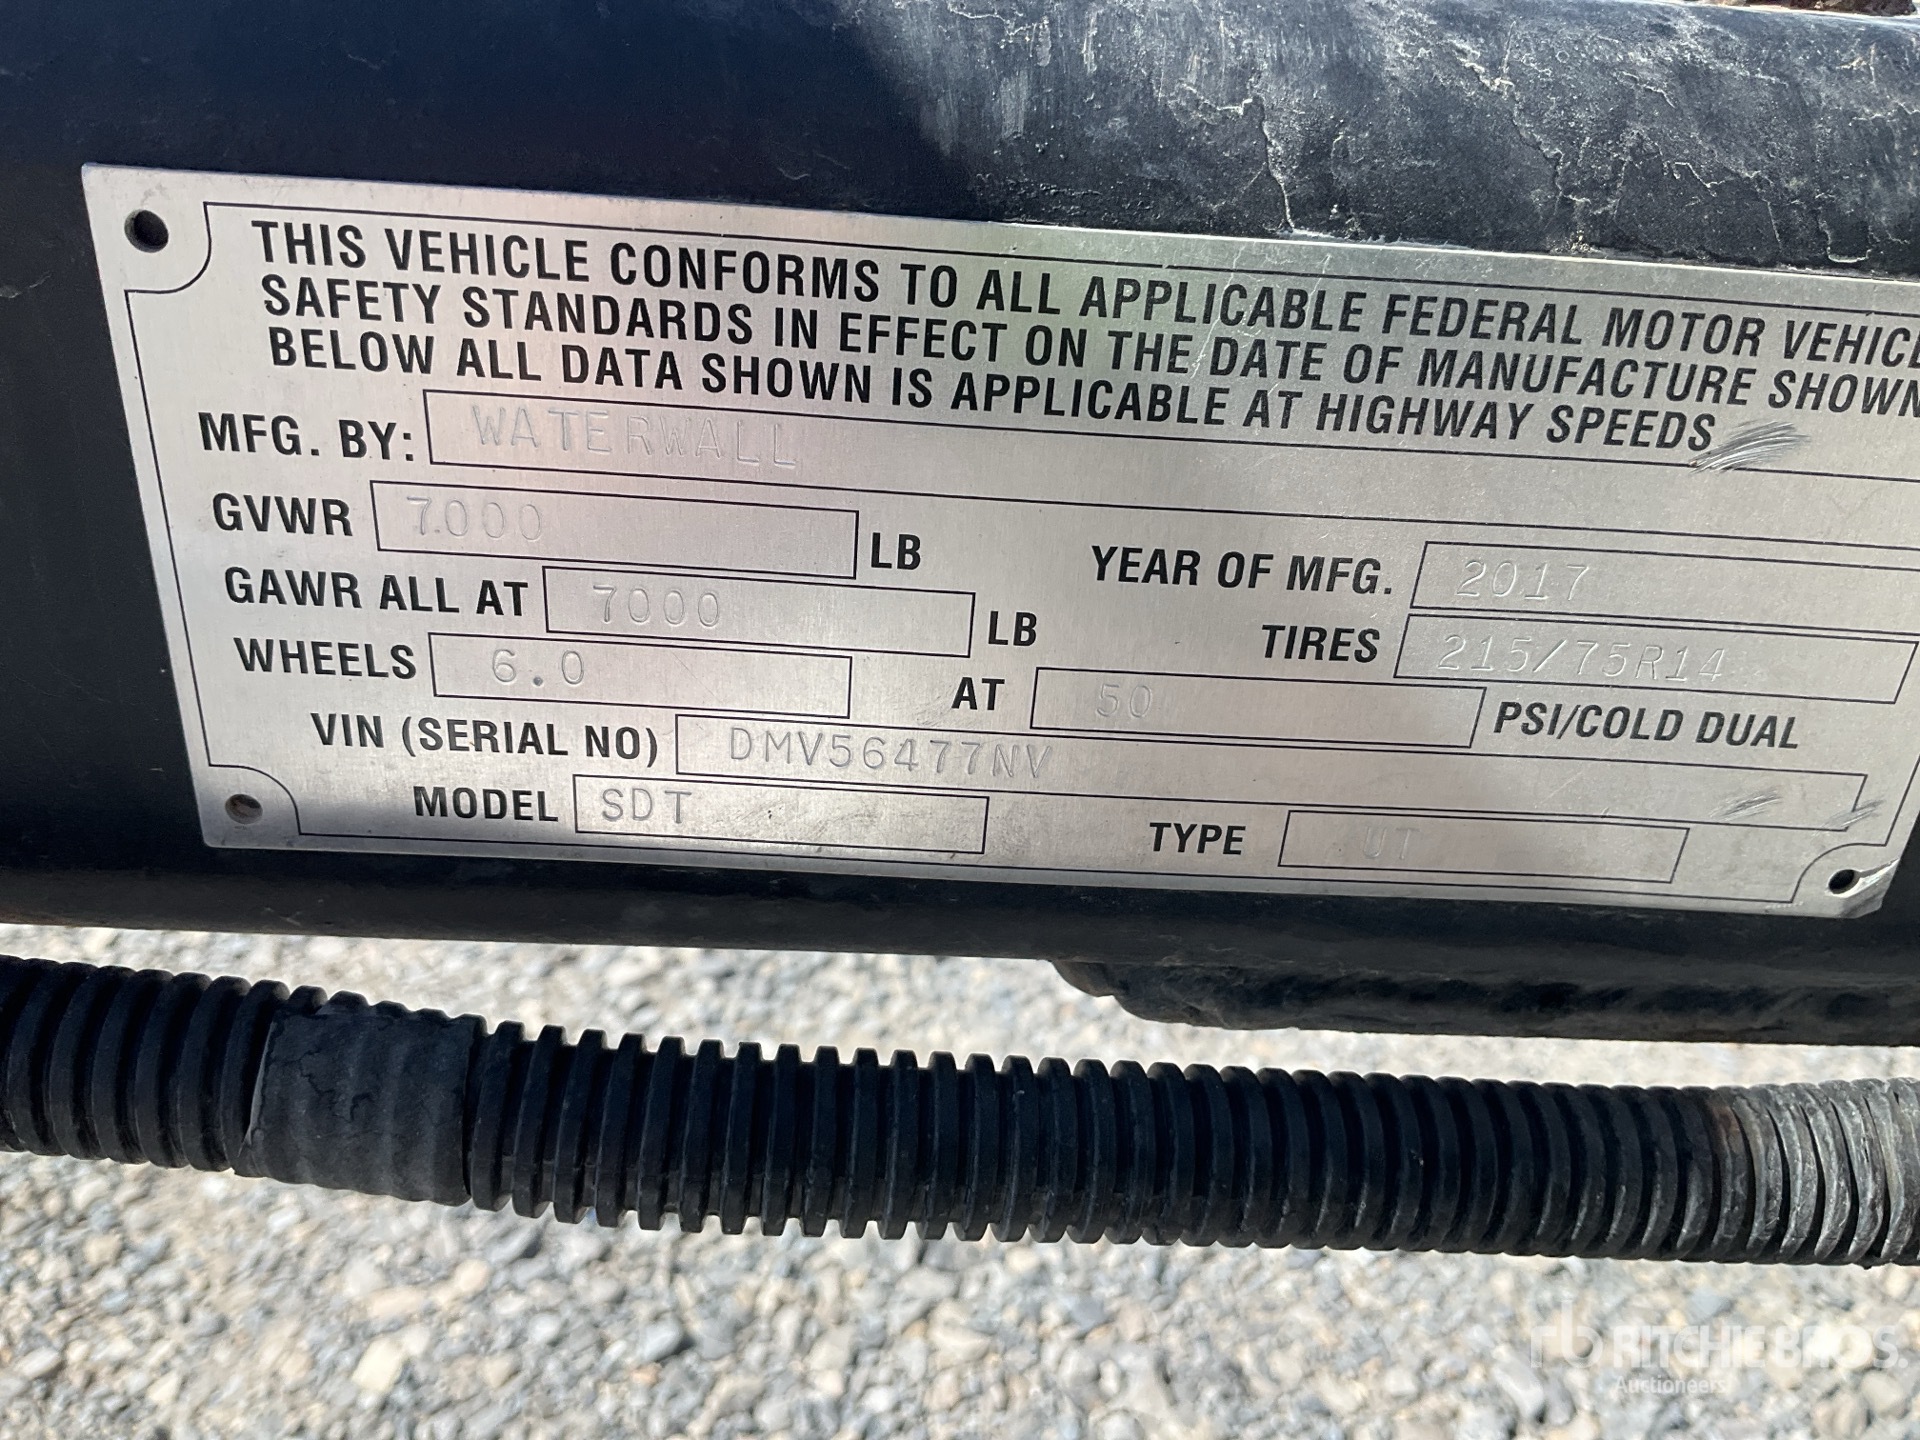 THIS VEHICLE CONFORMS TO ALL APPLICABLE FEDERAL MOTOR VEHICL
SAFETY STANDARDS IN EFFECT ON THE DATE OF MANUFACTURE SHOWN
BELOW ALL DATA SHOWN IS APPLICABLE AT HIGHWAY SPEEDS
MFG. BY: WATERWALL
GVWR 7000 LB YEAR OF MFG. 2017
GAWR ALL AT 7000 LB TIRES 215/75R14
WHEELS 6.0 AT 50 PSI/COLD DUAL
VIN (SERIAL NO) DMV56477NV
MODEL SDT TYPE UT
rb RITCHIE BROS.
Auctioneers